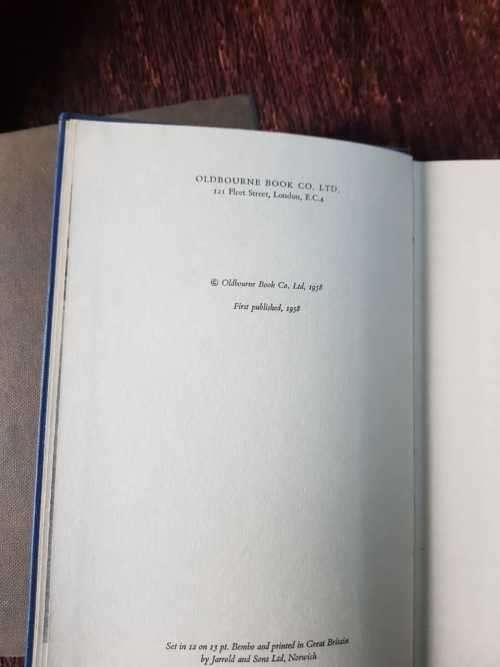 OLDBOURNE BOOK CO. LTD.
121 Fleet Street, London, E.C.4
© Oldbourne Book Co. Ltd, 1958
First published, 1958
Set in 12 on 13 pt. Bembo and printed in Great Britain
by Jarrold and Sons Ltd, Norwich